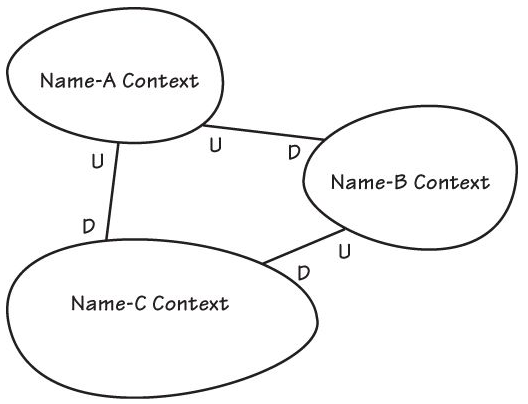 Name-A Context
U
U
D
Name-B Context
D
U
D
Name-C Context